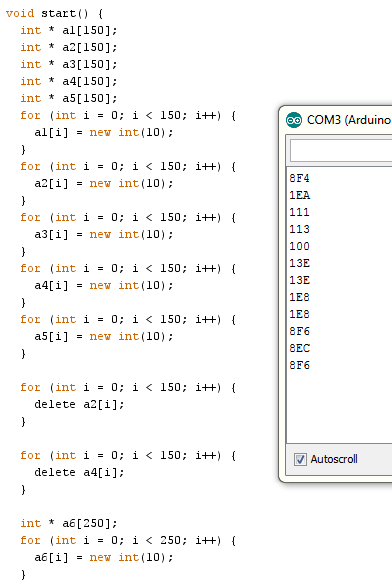 void start() {
int * a1[150];
int * a2[150];
int * a3[150];
int * a4[150];
int * a5[150];
for (int i = 0; i < 150; i++) {
a1[i] = new int(10);
}
for (int i = 0; i < 150; i++) {
a2[i] = new int(10);
}
for (int i = 0; i < 150; i++) {
a3[i] = new int(10);
}
for (int i = 0; i < 150; i++) {
a4[i] = new int(10);
}
for (int i = 0; i < 150; i++) {
a5[i] = new int(10);
}
for (int i = 0; i < 150; i++) {
delete a2[i];
}
for (int i = 0; i < 150; i++) {
delete a4[i];
}
int * a6[250];
for (int i = 0; i < 250; i++) {
a6[i] = new int(10);
}
COM3 (Arduino
8F4
1EA
111
113
100
13E
13E
1E8
1E8
8F6
8EC
8F6
Autoscroll